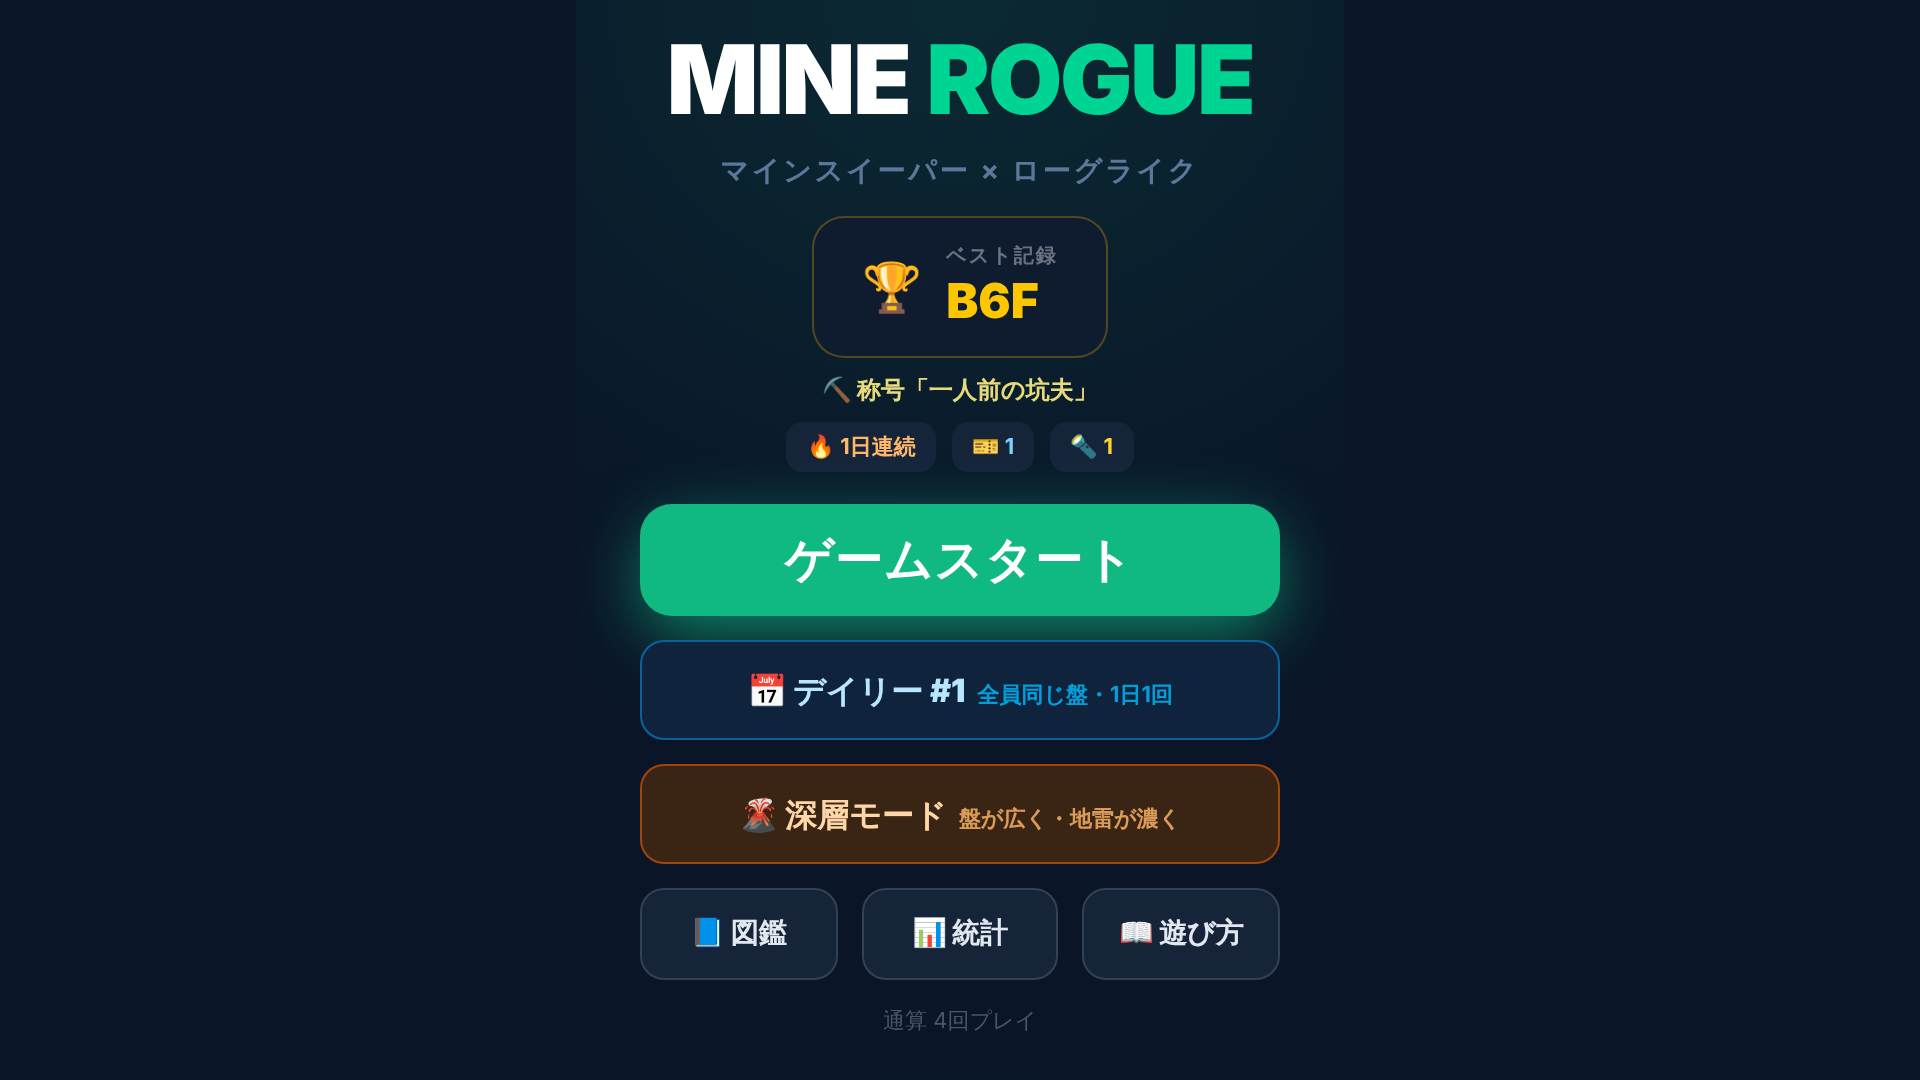 MINE ROGUE
マインスイーパー × ローグライク
ベスト記録
B6F
称号「一人前の坑夫」
1日連続 1 1
ゲームスタート
July 17 デイリー #1 全員同じ盤・1日1回
深層モード 盤が広く・地雷が濃く
図鑑 統計 遊び方
通算 4回プレイ